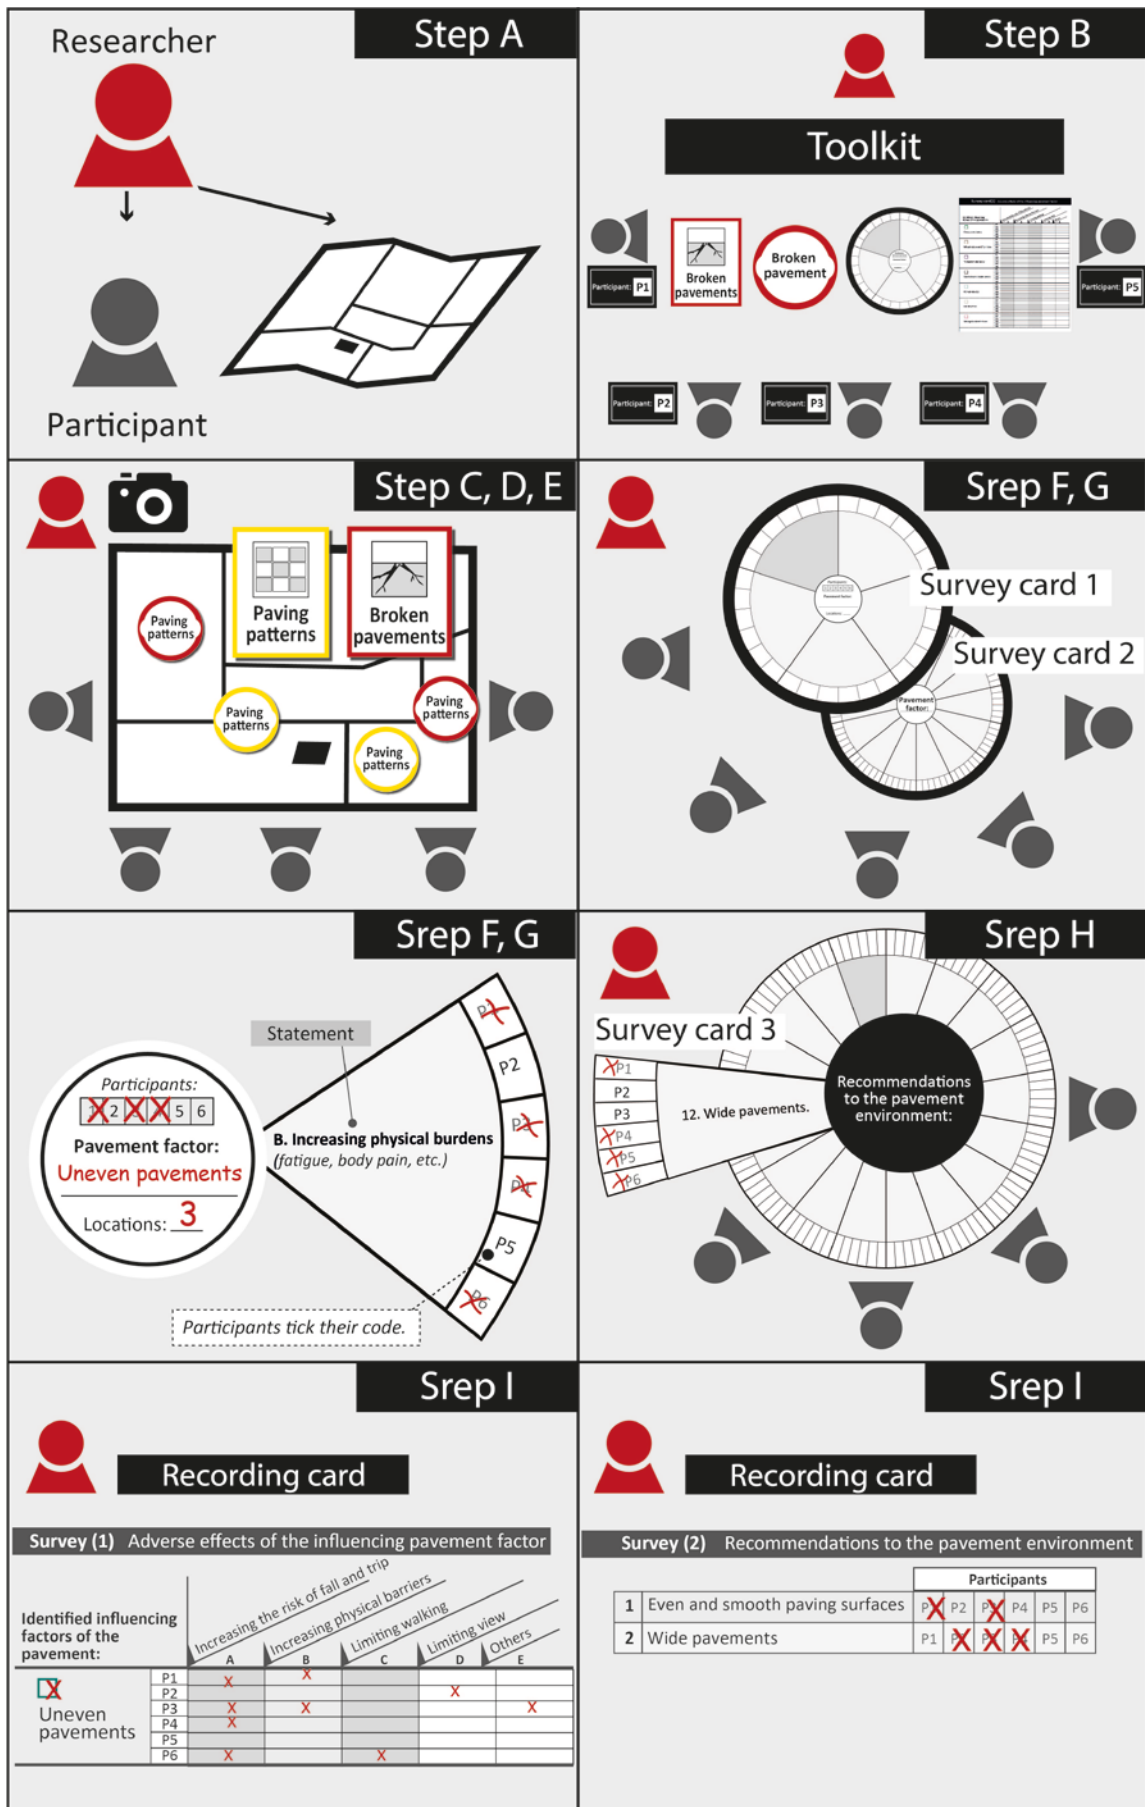 Step A
Researcher
Participant
Step B
Toolkit
Broken
pavements
Broken
pavement
Participant: P1
Participant: P5
Participant: P2
Participant: P3
Participant: P4
Step C, D, E
Paving
patterns
Broken
pavements
Paving
patterns
Paving
patterns
Paving
patterns
Paving
patterns
Srep F, G
Survey card 1
Survey card 2
Pavement
factor:
Srep F, G
Statement
Participants:
1 2 3 4 5 6
Pavement factor:
Uneven pavements
Locations: 3
B. Increasing physical burdens
(fatigue, body pain, etc.)
P1
P2
P3
P4
P5
P6
Participants tick their code.
Srep H
Survey card 3
P1
P2
P3
P4
P5
P6
12. Wide pavements.
Recommendations
to the pavement
environment:
Srep I
Recording card
Survey (1) Adverse effects of the influencing pavement factor
Identified influencing
factors of the
pavement:
Increasing the risk of fall and trip
Increasing physical barriers
Limiting walking
Limiting view
Others
A B C D E
Uneven
pavements
P1 X X
P2 X
P3 X X X
P4 X
P5
P6 X X
Srep I
Recording card
Survey (2) Recommendations to the pavement environment
Participants
1 Even and smooth paving surfaces P1 P2 P3 P4 P5 P6
2 Wide pavements P1 P2 P3 P4 P5 P6